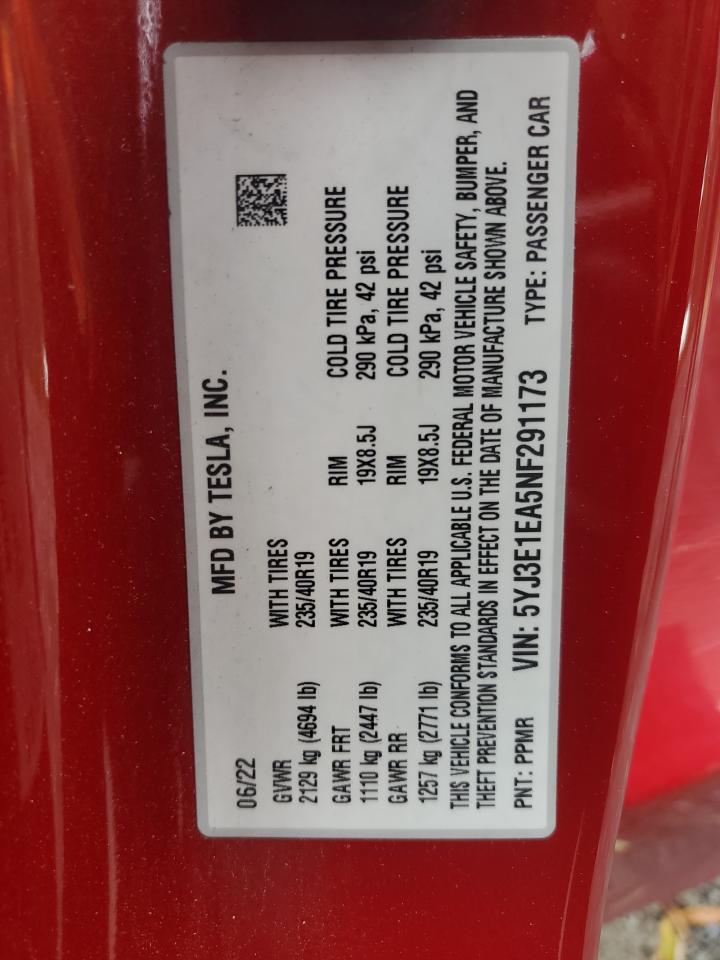 MFD BY TESLA, INC.
06/22
GVWR WITH TIRES
2129 kg (4694 lb) 235/40R19
GAWR FRT WITH TIRES RIM COLD TIRE PRESSURE
1110 kg (2447 lb) 235/40R19 19X8.5J 290 kPa, 42 psi
GAWR RR WITH TIRES RIM COLD TIRE PRESSURE
1257 kg (2771 lb) 235/40R19 19X8.5J 290 kPa, 42 psi
THIS VEHICLE CONFORMS TO ALL APPLICABLE U.S. FEDERAL MOTOR VEHICLE SAFETY, BUMPER, AND
THEFT PREVENTION STANDARDS IN EFFECT ON THE DATE OF MANUFACTURE SHOWN ABOVE.
PNT: PPMR VIN: 5YJ3E1EA5NF291173 TYPE: PASSENGER CAR